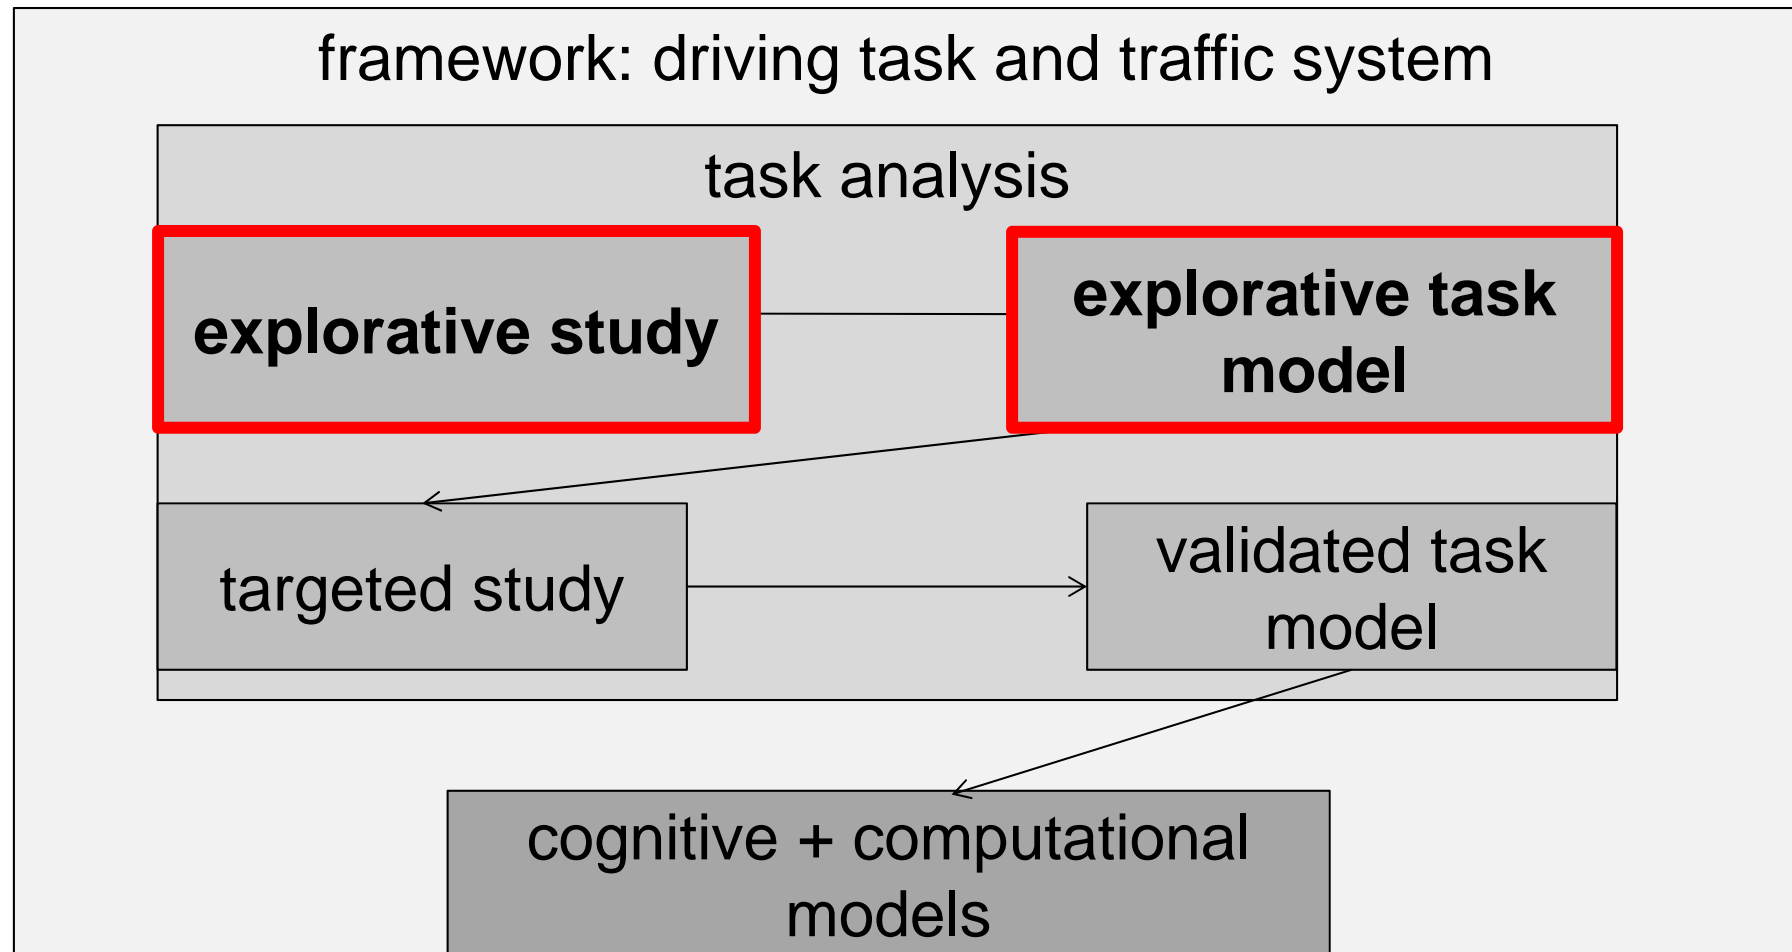 framework: driving task and traffic system
task analysis
explorative study
explorative task
model
targeted study
validated task
model
cognitive + computational
models